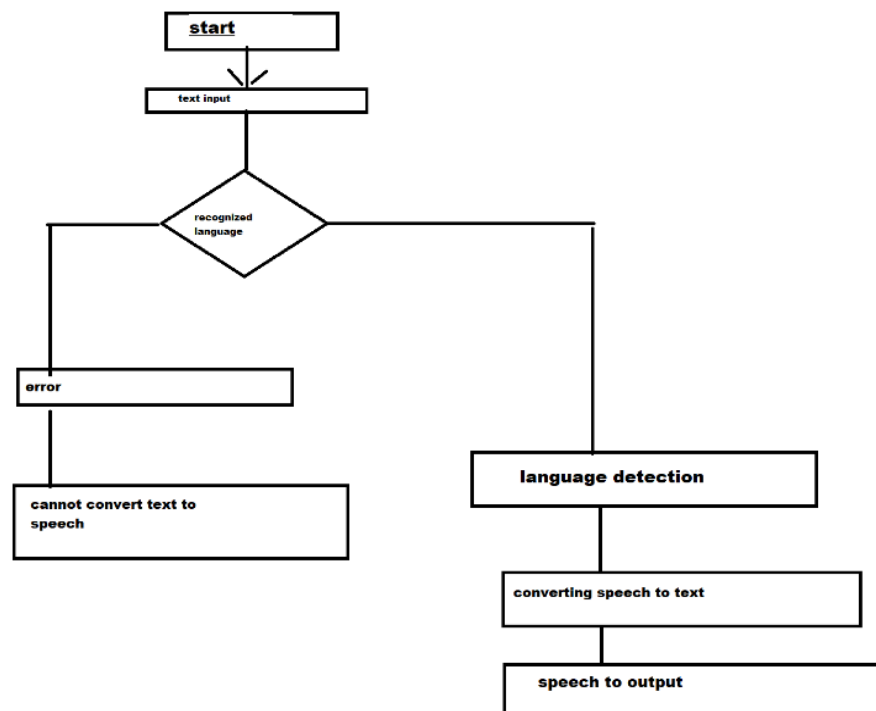 start
text input
recognized
language
error
language detection
cannot convert text to
speech
converting speech to text
speech to output